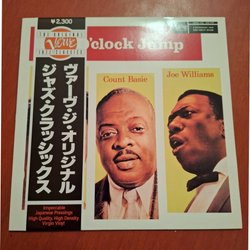 ¥2,300
THE ORIGINAL
Verve
JAZZ CLASSICS
'clock Jump
Count Basie
Joe Williams
ヴァーヴ・ジ・オリジナル
ジャズ・クラッシックス
Impeccable
Japanese Pressings
High Quality, High Density
Virgin Vinyl